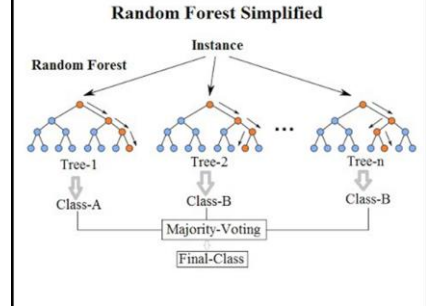 Random Forest Simplified
Instance
Random Forest
...
Tree-1 Tree-2 Tree-n
Class-A Class-B Class-B
Majority-Voting
Final-Class